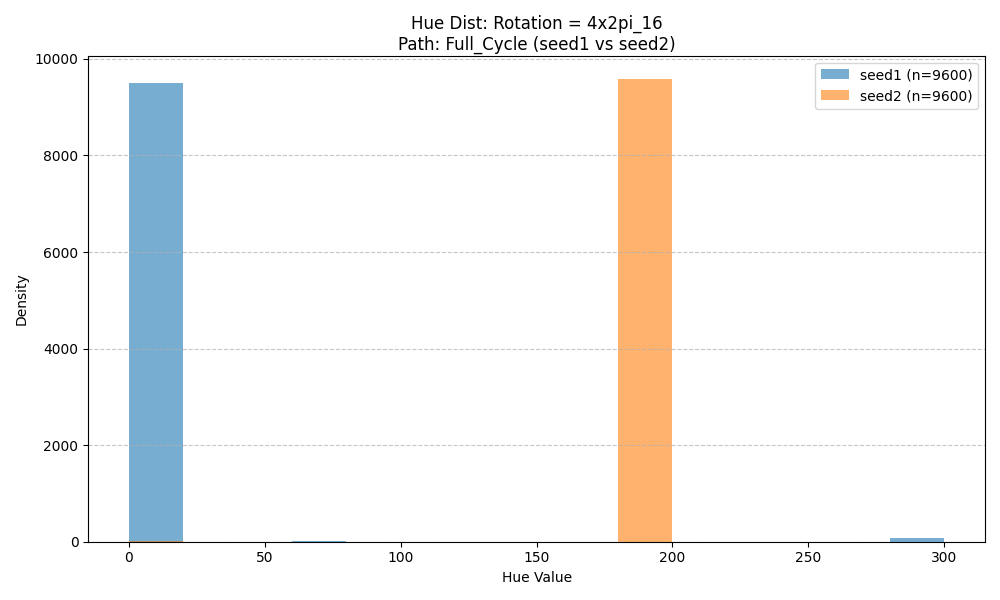 Hue Dist: Rotation = 4x2pi_16
Path: Full_Cycle (seed1 vs seed2)
10000
8000
6000
4000
2000
0
Density
seed1 (n=9600)
seed2 (n=9600)
0 50 100 150 200 250 300
Hue Value